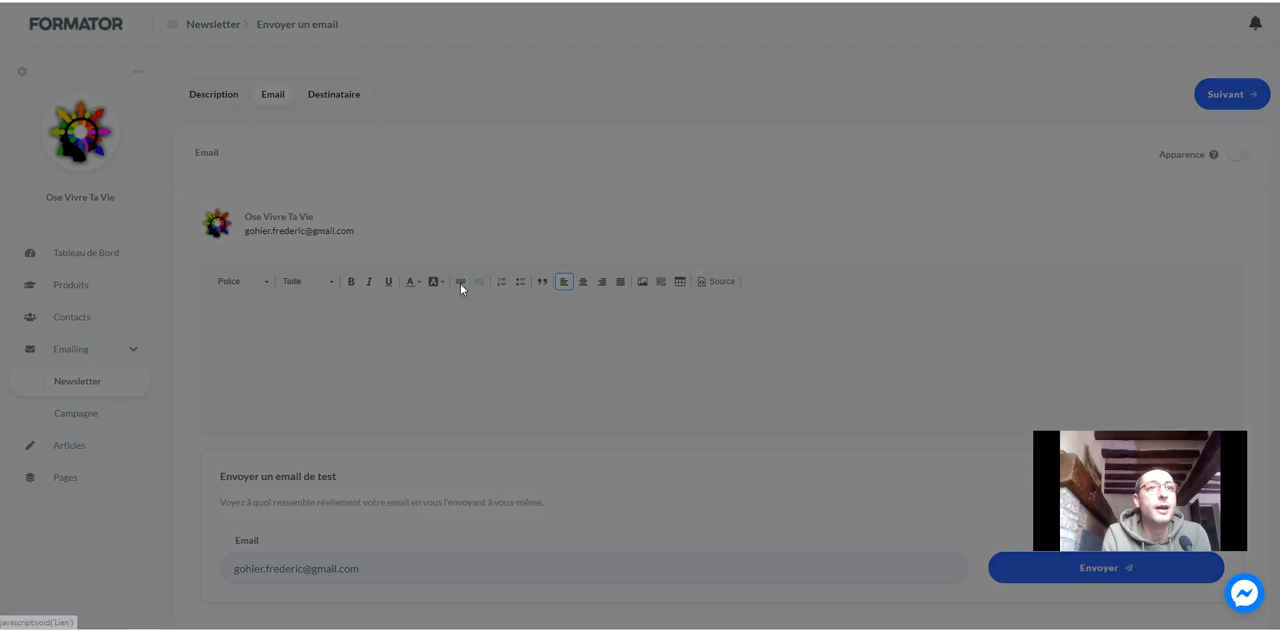 FORMATOR
Newsletter > Envoyer un email
Description
Email
Destinataire
Suivant
Ose Vivre Ta Vie
Tableau de Bord
Produits
Contacts
Emailing
Newsletter
Campagne
Articles
Pages
Email
Apparence
Ose Vivre Ta Vie
gohier.frederic@gmail.com
Police
Taille
B I U A A
Source
Envoyer un email de test
Voyez à quoi ressemble réellement votre email en vous l'envoyant à vous-même.
Email
gohier.frederic@gmail.com
Envoyer
javascript:void('Lien')